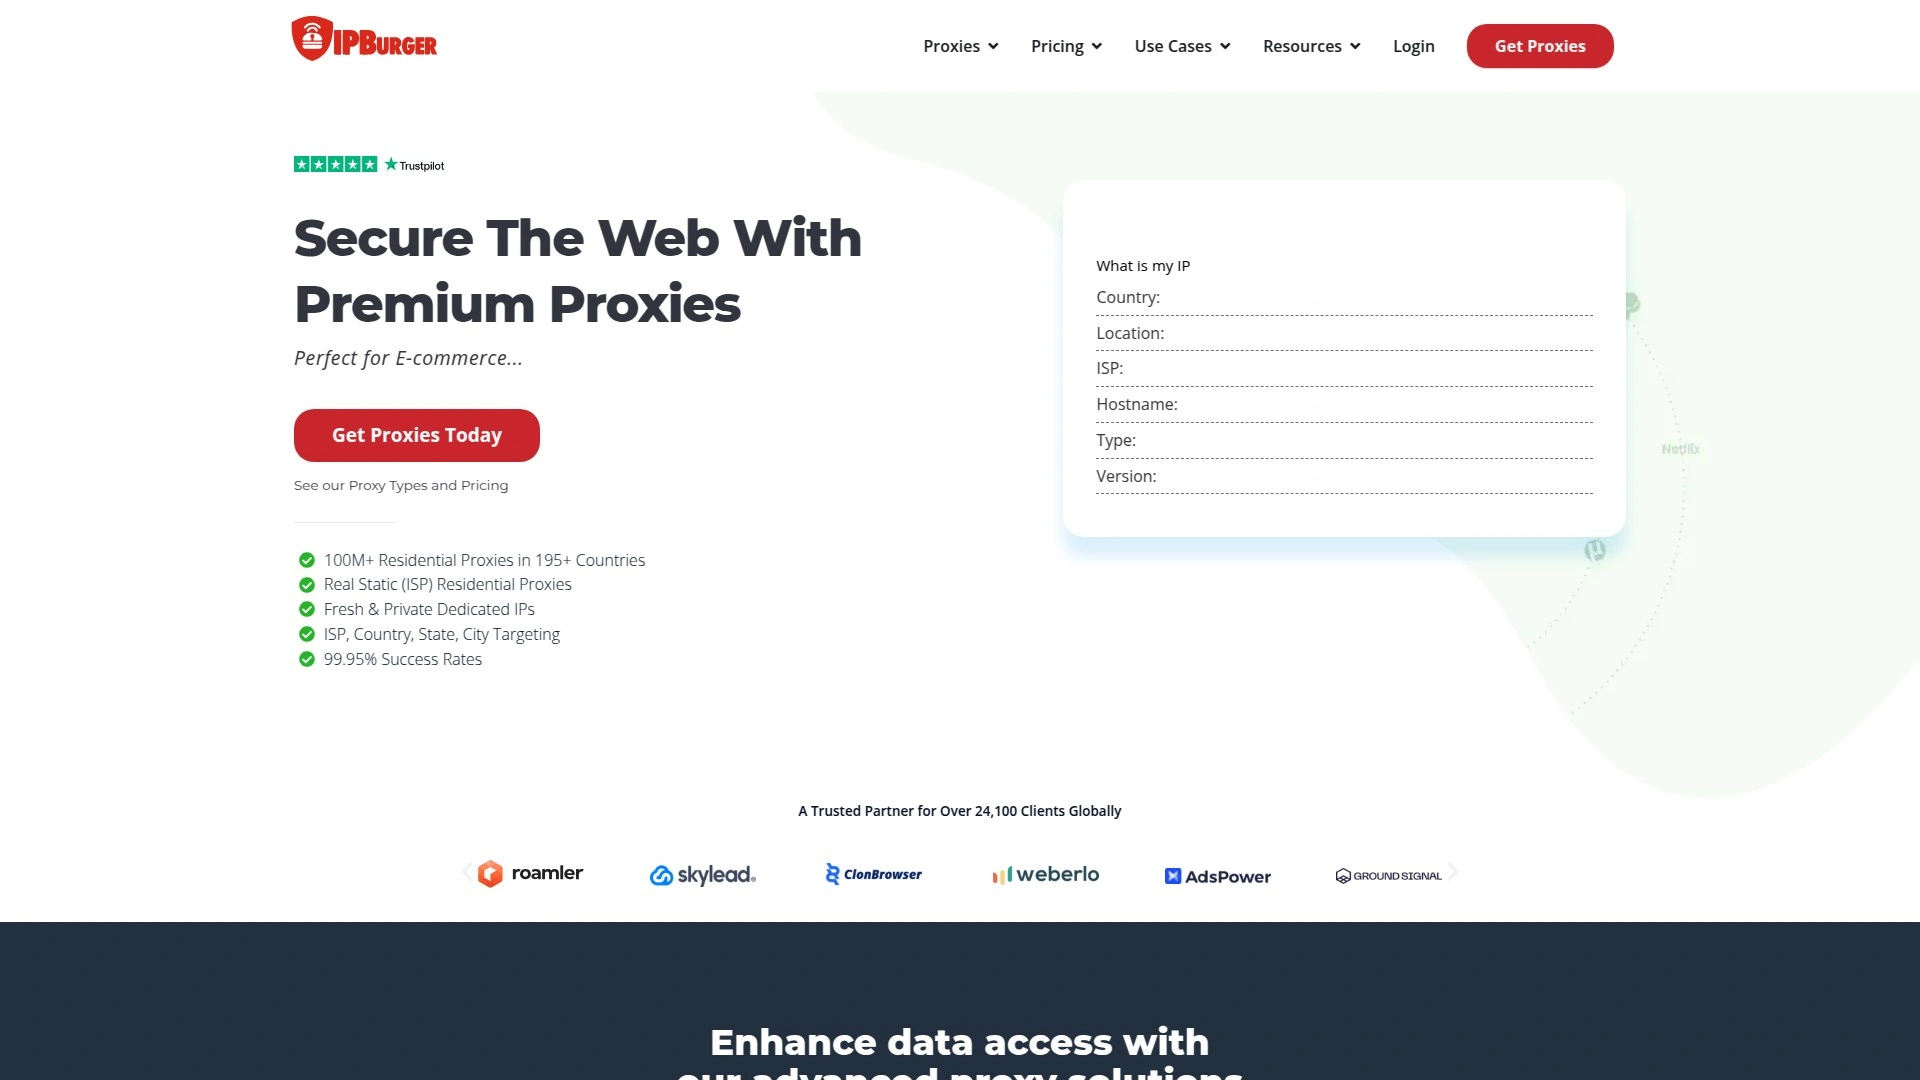 IPBURGER
Proxies
Pricing
Use Cases
Resources
Login
Get Proxies
Trustpilot
Secure The Web With
Premium Proxies
Perfect for E-commerce...
Get Proxies Today
See our Proxy Types and Pricing
100M+ Residential Proxies in 195+ Countries
Real Static (ISP) Residential Proxies
Fresh & Private Dedicated IPs
ISP, Country, State, City Targeting
99.95% Success Rates
What is my IP
Country:
Location:
ISP:
Hostname:
Type:
Version:
Netflix
A Trusted Partner for Over 24,100 Clients Globally
roamler
skylead.
ClonBrowser
weberlo
AdsPower
GROUND SIGNAL
Enhance data access with
our advanced proxy solutions